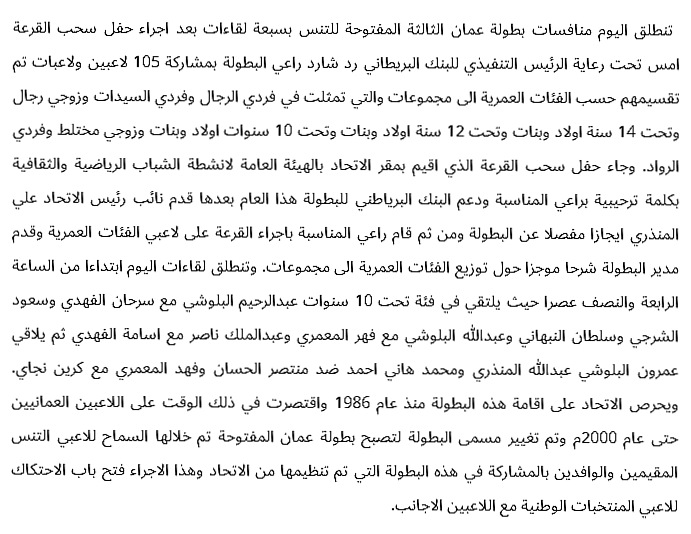 تنطلق اليوم منافسات بطولة عمان الثالثة المفتوحة للتنس بسبعة لقاءات بعد اجراء حفل سحب القرعة
امس تحت رعاية الرئيس التنفيذي للبنك البريطاني رد شارد راعي البطولة بمشاركة 105 لاعبين ولاعبات تم
تقسيمهم حسب الفئات العمرية الى مجموعات والتي تمثلت في فردي الرجال وفردي السيدات وزوجي رجال
وتحت 14 سنة اولاد وبنات وتحت 12 سنة اولاد وبنات وتحت 10 سنوات اولاد وبنات وزوجي مختلط وفردي
الرواد. وجاء حفل سحب القرعة الذي اقيم بمقر الاتحاد بالهيئة العامة لانشطة الشباب الرياضية والثقافية
بكلمة ترحيبية براعي المناسبة ودعم البنك البرياطني للبطولة هذا العام بعدها قدم نائب رئيس الاتحاد علي
المنذري ايجازا مفصلا عن البطولة ومن ثم قام راعي المناسبة باجراء القرعة على لاعبي الفئات العمرية وقدم
مدير البطولة شرحا موجزا حول توزيع الفئات العمرية الى مجموعات. وتنطلق لقاءات اليوم ابتداءا من الساعة
الرابعة والنصف عصرا حيث يلتقي في فئة تحت 10 سنوات عبدالرحيم البلوشي مع سرحان الفهدي وسعود
الشرجي وسلطان النبهاني وعبدالله البلوشي مع فهر المعمري وعبدالملك ناصر مع اسامة الفهدي ثم يلاقي
عمرون البلوشي عبدالله المنذري ومحمد هاني احمد ضد منتصر الحسان وفهد المعمري مع كرين نجاي.
ويحرص الاتحاد على اقامة هذه البطولة منذ عام 1986 واقتصرت في ذلك الوقت على اللاعبين العمانيين
حتى عام 2000م وتم تغيير مسمى البطولة لتصبح بطولة عمان المفتوحة تم خلالها السماح للاعبي التنس
المقيمين والوافدين بالمشاركة في هذه البطولة التي تم تنظيمها من الاتحاد وهذا الاجراء فتح باب الاحتكاك
للاعبي المنتخبات الوطنية مع اللاعبين الاجانب.